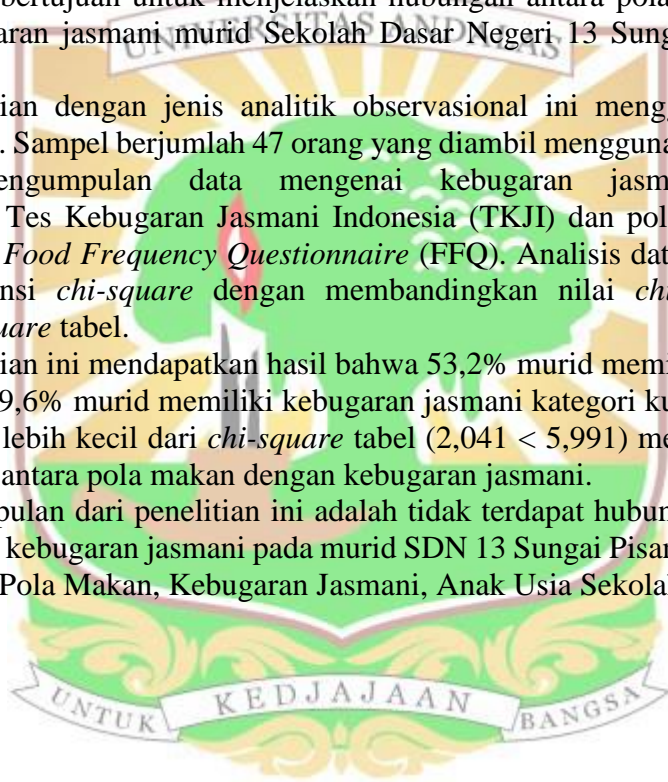 bertujuan untuk menjelaskan hubungan antara pola
aran jasmani murid Sekolah Dasar Negeri 13 Sung
UNIVERSITAS ANDALAS
ian dengan jenis analitik observasional ini mengg
. Sampel berjumlah 47 orang yang diambil mengguna
engumpulan data mengenai kebugaran jasm
Tes Kebugaran Jasmani Indonesia (TKJI) dan pol
Food Frequency Questionnaire (FFQ). Analisis dat
nsi chi-square dengan membandingkan nilai chi
uare tabel.
ian ini mendapatkan hasil bahwa 53,2% murid memi
9,6% murid memiliki kebugaran jasmani kategori ku
lebih kecil dari chi-square tabel (2,041 < 5,991) me
antara pola makan dengan kebugaran jasmani.
pulan dari penelitian ini adalah tidak terdapat hubun
kebugaran jasmani pada murid SDN 13 Sungai Pisan
Pola Makan, Kebugaran Jasmani, Anak Usia Sekolah
UNTUK KEDJAJAAN BANGSA